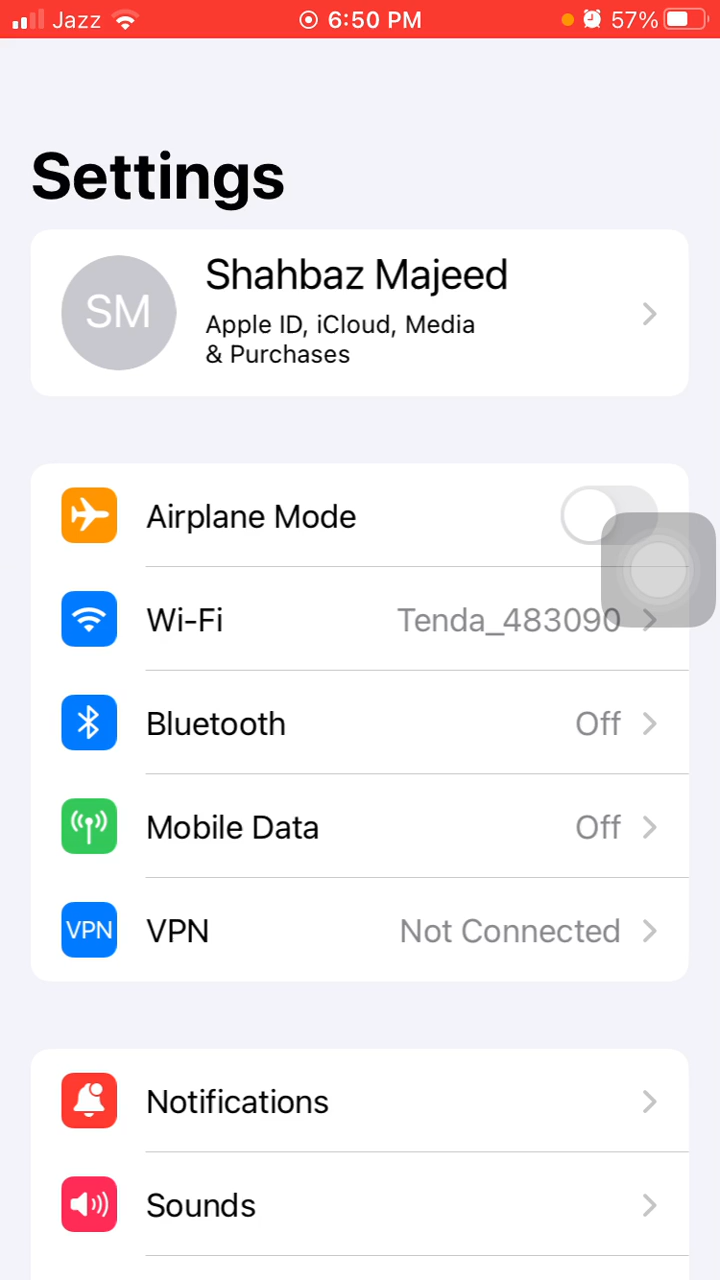 Jazz 6:50 PM 57%
Settings
SM
Shahbaz Majeed
Apple ID, iCloud, Media
& Purchases
Airplane Mode
Wi-Fi Tenda_483090
Bluetooth Off
Mobile Data Off
VPN VPN Not Connected
Notifications
Sounds